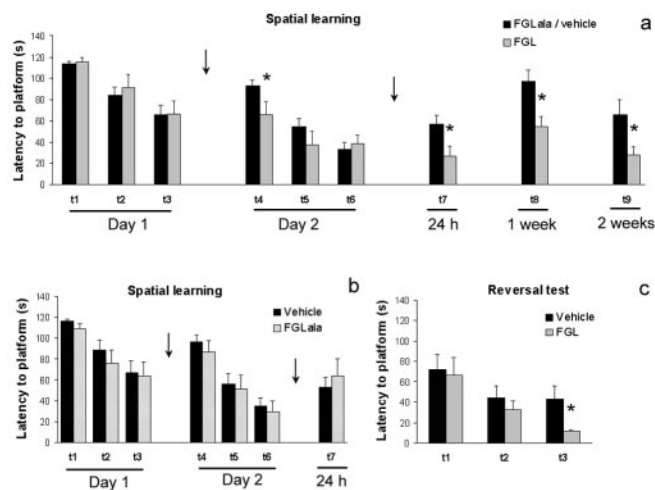 Spatial learning
a
FGLala / vehicle
FGL
Latency to platform (s)
140
120
100
80
60
40
20
0
*
*
*
*
t1 t2 t3 t4 t5 t6 t7 t8 t9
Day 1 Day 2 24 h 1 week 2 weeks
Spatial learning
b
Vehicle
FGLala
Latency to platform (s)
140
120
100
80
60
40
20
0
t1 t2 t3 t4 t5 t6 t7
Day 1 Day 2 24 h
Reversal test
c
Vehicle
FGL
Latency to platform (s)
140
120
100
80
60
40
20
0
*
t1 t2 t3